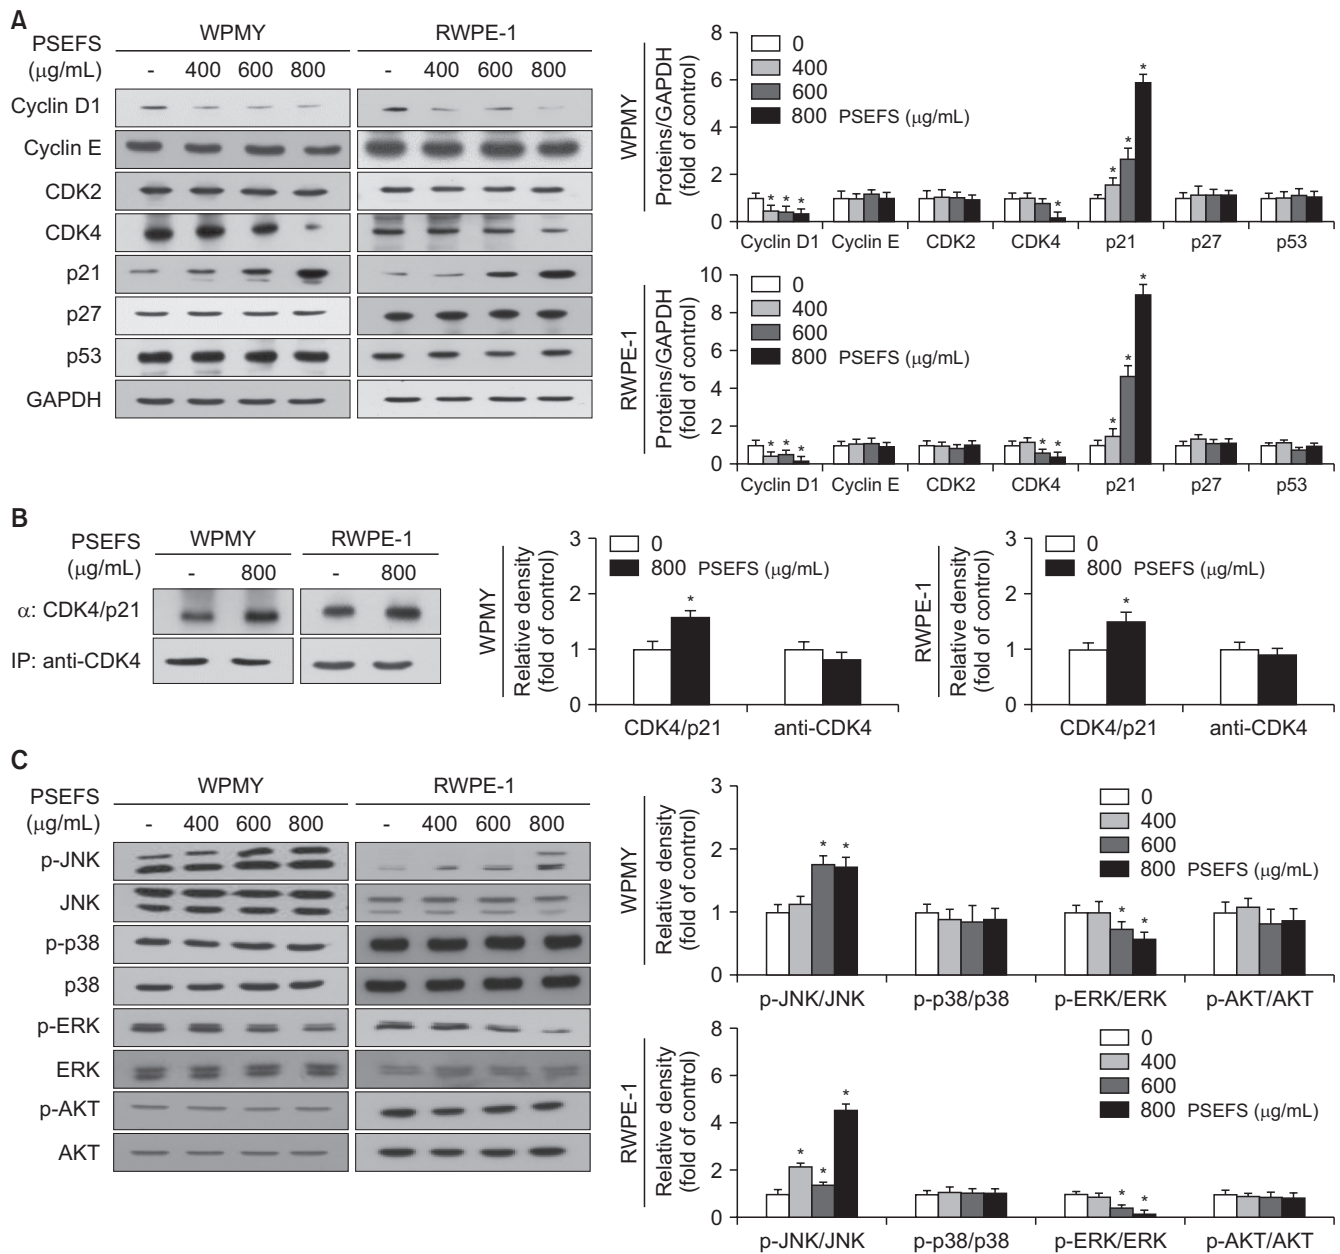 A
PSEFS (μg/mL)
WPMY
RWPE-1
- 400 600 800
- 400 600 800
Cyclin D1
Cyclin E
CDK2
CDK4
p21
p27
p53
GAPDH
WPMY
Proteins/GAPDH (fold of control)
8
6
4
2
0
0
400
600
800 PSEFS (μg/mL)
* * *
*
* * *
Cyclin D1 Cyclin E CDK2 CDK4 p21 p27 p53
RWPE-1
Proteins/GAPDH (fold of control)
10
8
6
4
2
0
0
400
600
800 PSEFS (μg/mL)
* * *
* *
* * *
Cyclin D1 Cyclin E CDK2 CDK4 p21 p27 p53
B
PSEFS (μg/mL)
WPMY
RWPE-1
- 800
- 800
α: CDK4/p21
IP: anti-CDK4
WPMY
Relative density (fold of control)
3
2
1
0
0
800 PSEFS (μg/mL)
*
CDK4/p21 anti-CDK4
RWPE-1
Relative density (fold of control)
3
2
1
0
0
800 PSEFS (μg/mL)
*
CDK4/p21 anti-CDK4
C
PSEFS (μg/mL)
WPMY
RWPE-1
- 400 600 800
- 400 600 800
p-JNK
JNK
p-p38
p38
p-ERK
ERK
p-AKT
AKT
WPMY
Relative density (fold of control)
3
2
1
0
0
400
600
800 PSEFS (μg/mL)
* *
* *
p-JNK/JNK p-p38/p38 p-ERK/ERK p-AKT/AKT
RWPE-1
Relative density (fold of control)
8
6
4
2
0
0
400
600
800 PSEFS (μg/mL)
* * *
* *
p-JNK/JNK p-p38/p38 p-ERK/ERK p-AKT/AKT